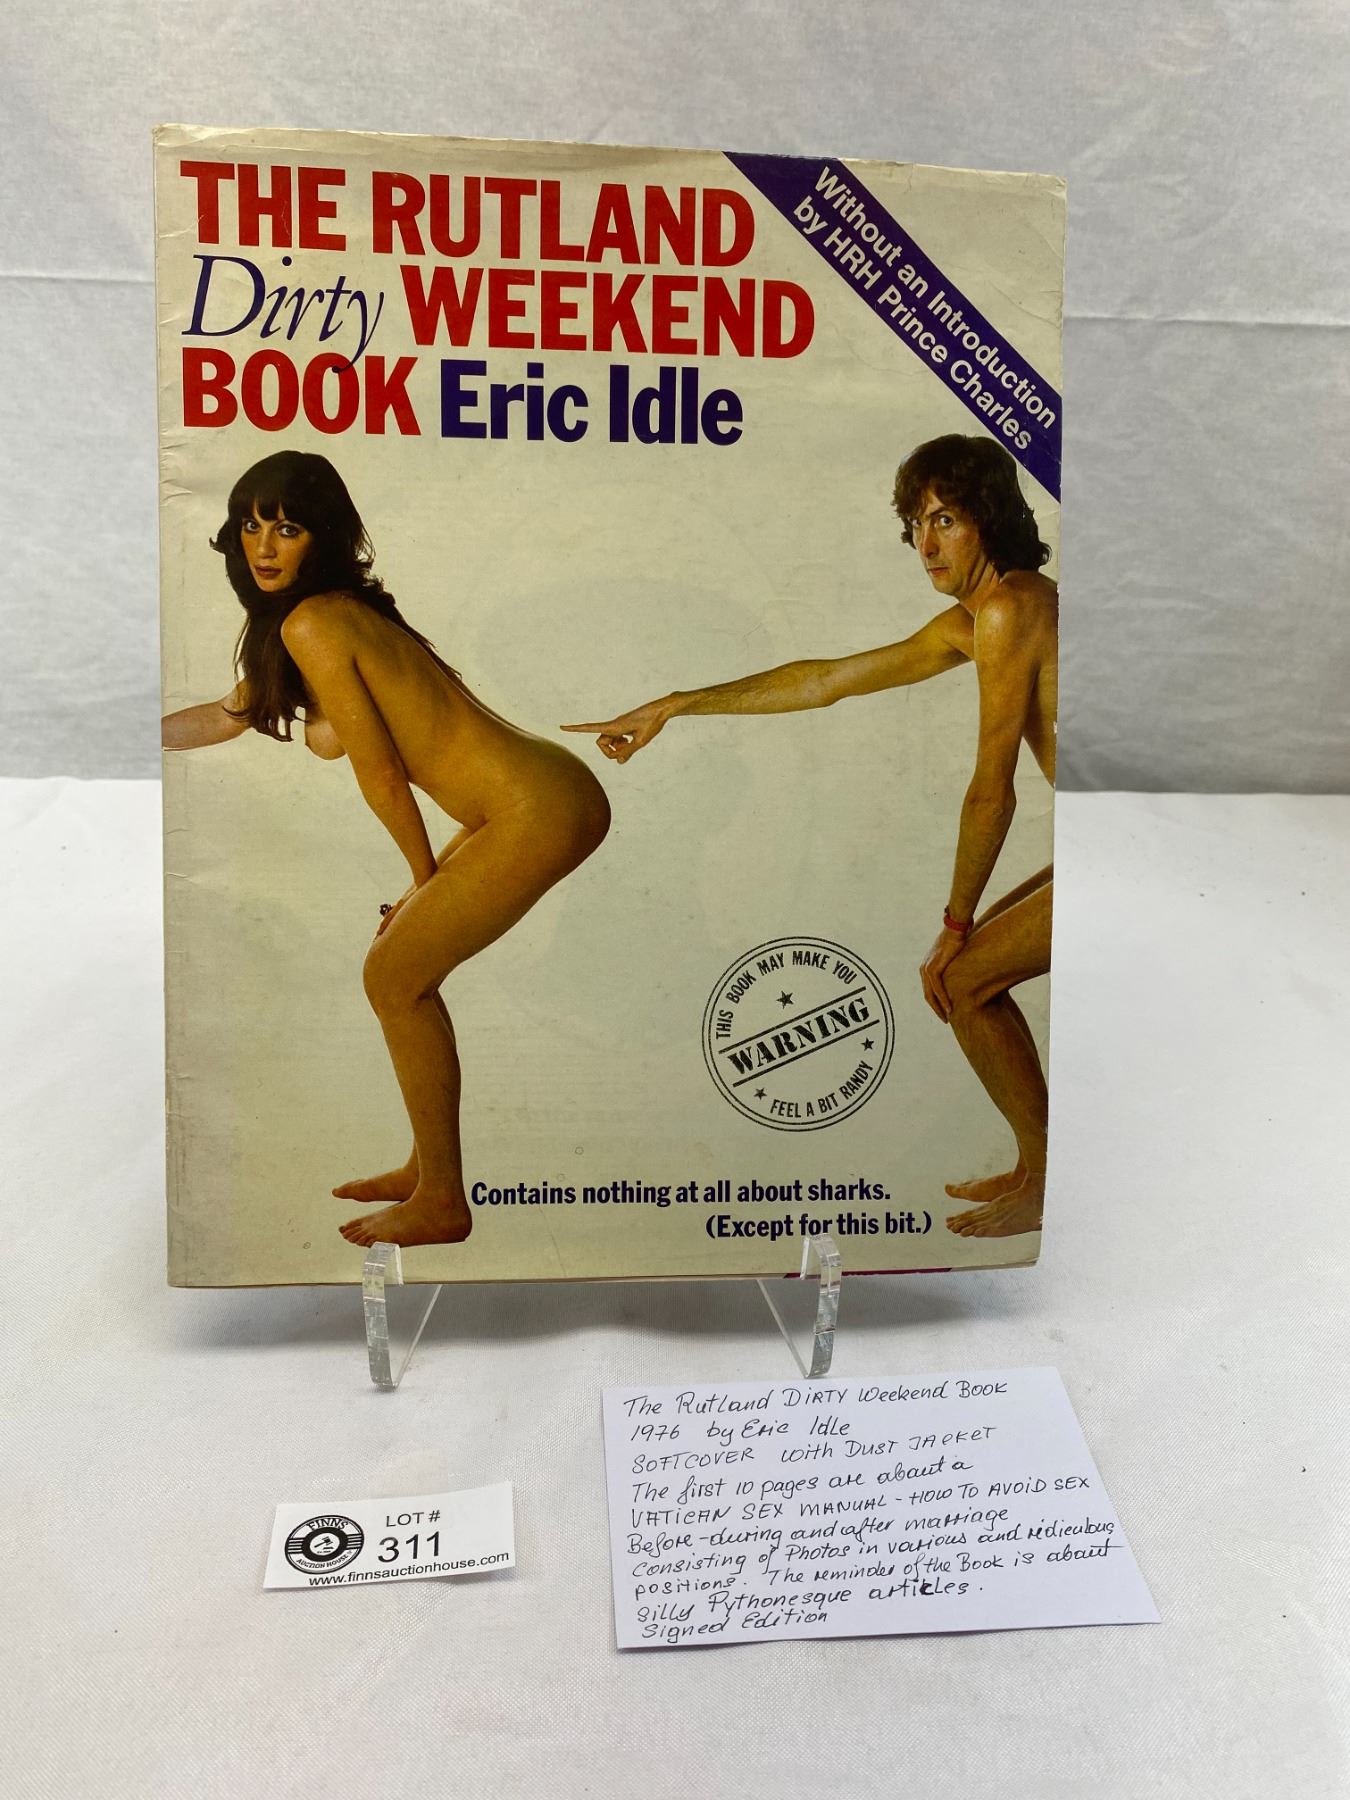 THE RUTLAND
Dirty WEEKEND
BOOK Eric Idle
Without an Introduction
by HRH Prince Charles
THIS BOOK MAY MAKE YOU
WARNING
FEEL A BIT RANDY
Contains nothing at all about sharks.
(Except for this bit.)
FINNS
AUCTION HOUSE
LOT #
311
www.finnsauctionhouse.com
The Rutland DiRTY Weekend BOOK
1976 by Eric Idle
SOFTCOVER with DUST JACKET
The first 10 pages are about a
VATICAN SEX MANUAL - HOW TO AVOID SEX
Before - during and after marriage
consisting of Photos in various and ridiculous
positions. The reminder of the Book is about
silly Pythonesque articles.
Signed Edition